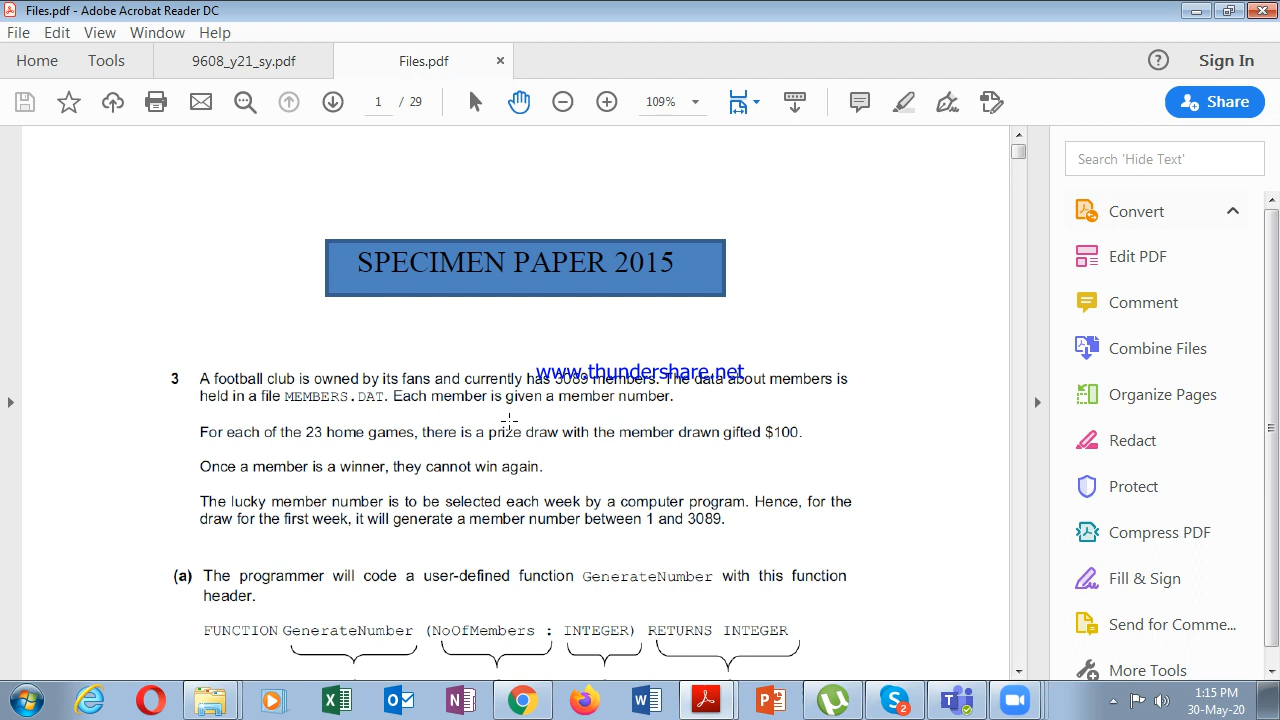 Files.pdf - Adobe Acrobat Reader DC
File Edit View Window Help
Home Tools 9608_y21_sy.pdf Files.pdf × ? Sign In
1 / 29 109% Share
Search 'Hide Text'
Convert
Edit PDF
Comment
Combine Files
Organize Pages
Redact
Protect
Compress PDF
Fill & Sign
Send for Comme...
More Tools
SPECIMEN PAPER 2015
www.thundershare.net
3 A football club is owned by its fans and currently has 3089 members. The data about members is
held in a file MEMBERS.DAT. Each member is given a member number.
For each of the 23 home games, there is a prize draw with the member drawn gifted $100.
Once a member is a winner, they cannot win again.
The lucky member number is to be selected each week by a computer program. Hence, for the
draw for the first week, it will generate a member number between 1 and 3089.
(a) The programmer will code a user-defined function GenerateNumber with this function
header.
FUNCTION GenerateNumber (NoOfMembers : INTEGER) RETURNS INTEGER
2
1:15 PM
30-May-20